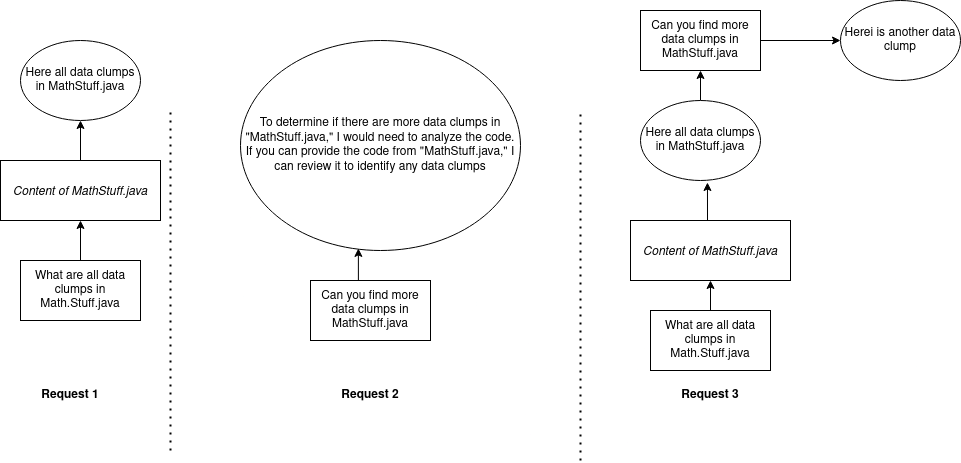 Here all data clumps
in MathStuff.java
Content of MathStuff.java
What are all data
clumps in
Math.Stuff.java
Request 1
To determine if there are more data clumps in
"MathStuff.java," I would need to analyze the code.
If you can provide the code from "MathStuff.java," I
can review it to identify any data clumps
Can you find more
data clumps in
MathStuff.java
Request 2
Can you find more
data clumps in
MathStuff.java
Herei is another data
clump
Here all data clumps
in MathStuff.java
Content of MathStuff.java
What are all data
clumps in
Math.Stuff.java
Request 3